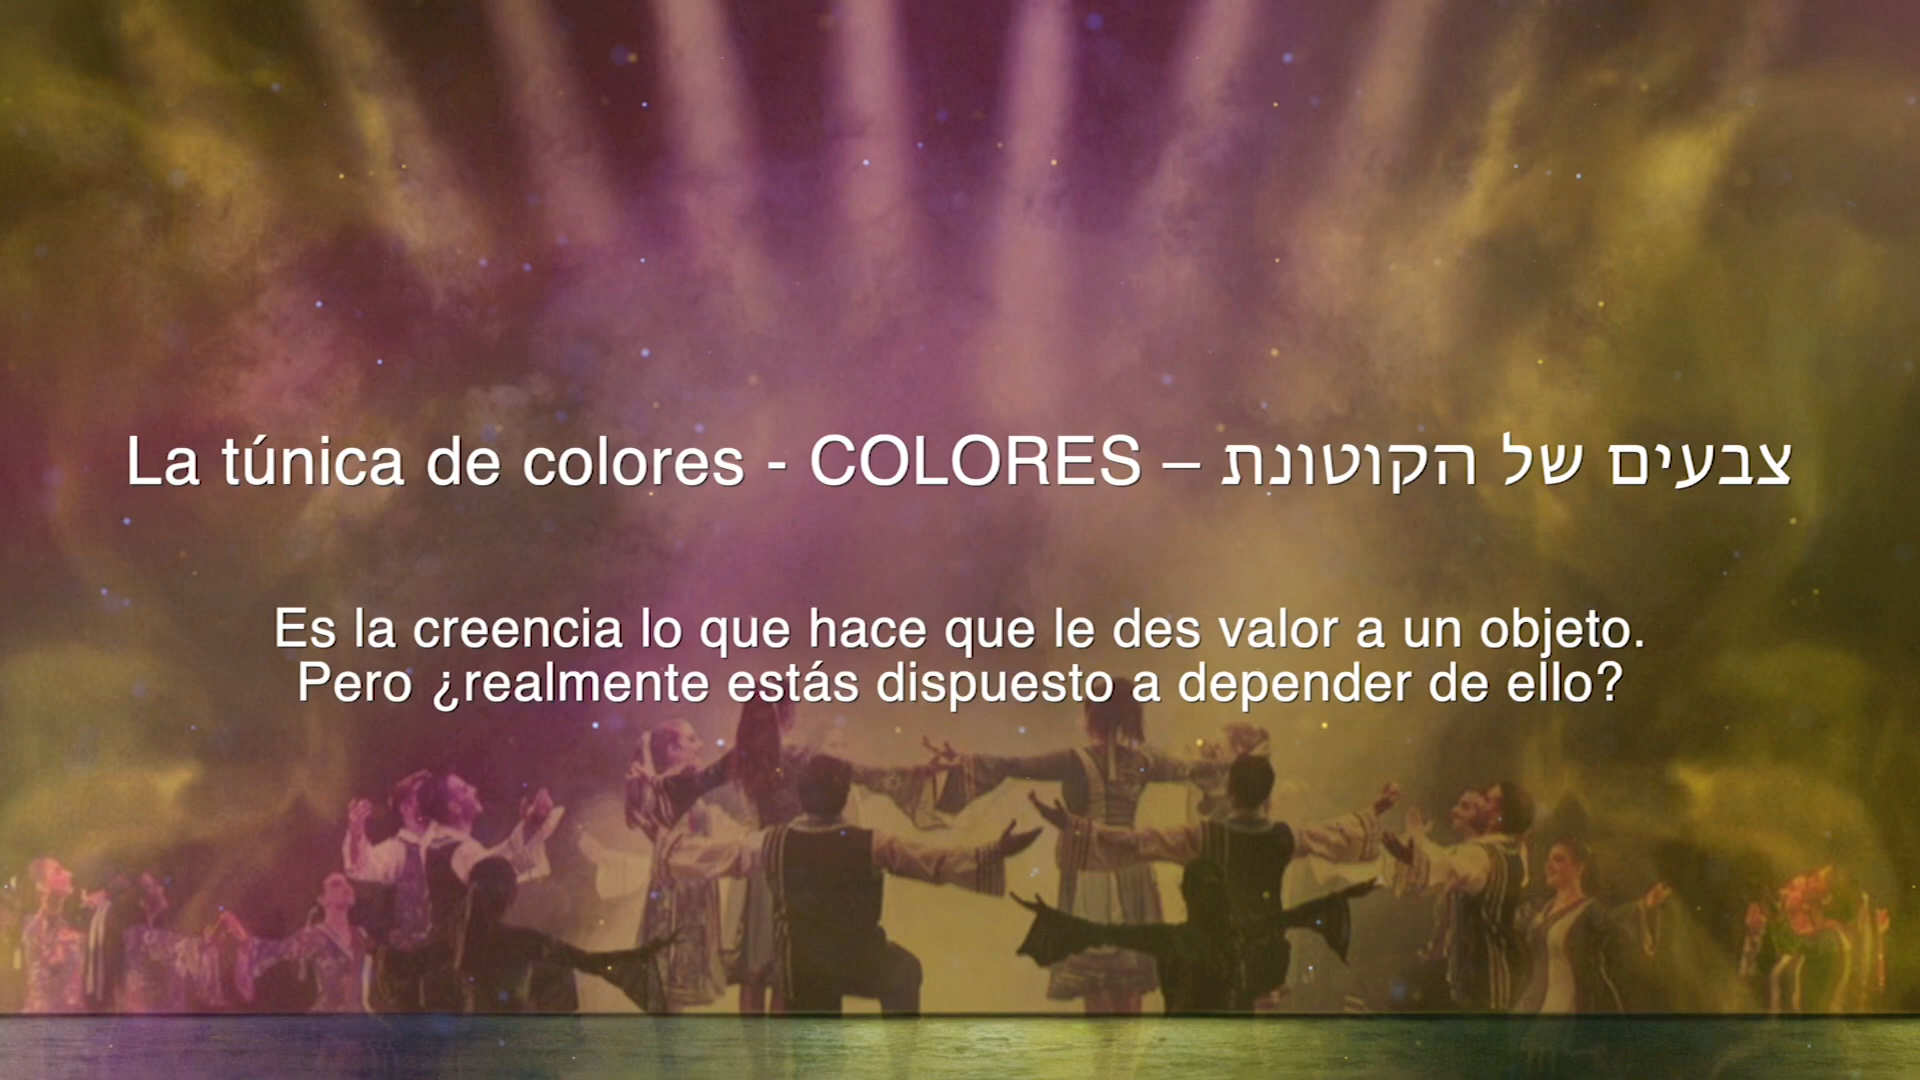 La túnica de colores - COLORES – צבעים של הקוטונת
Es la creencia lo que hace que le des valor a un objeto.
Pero ¿realmente estás dispuesto a depender de ello?